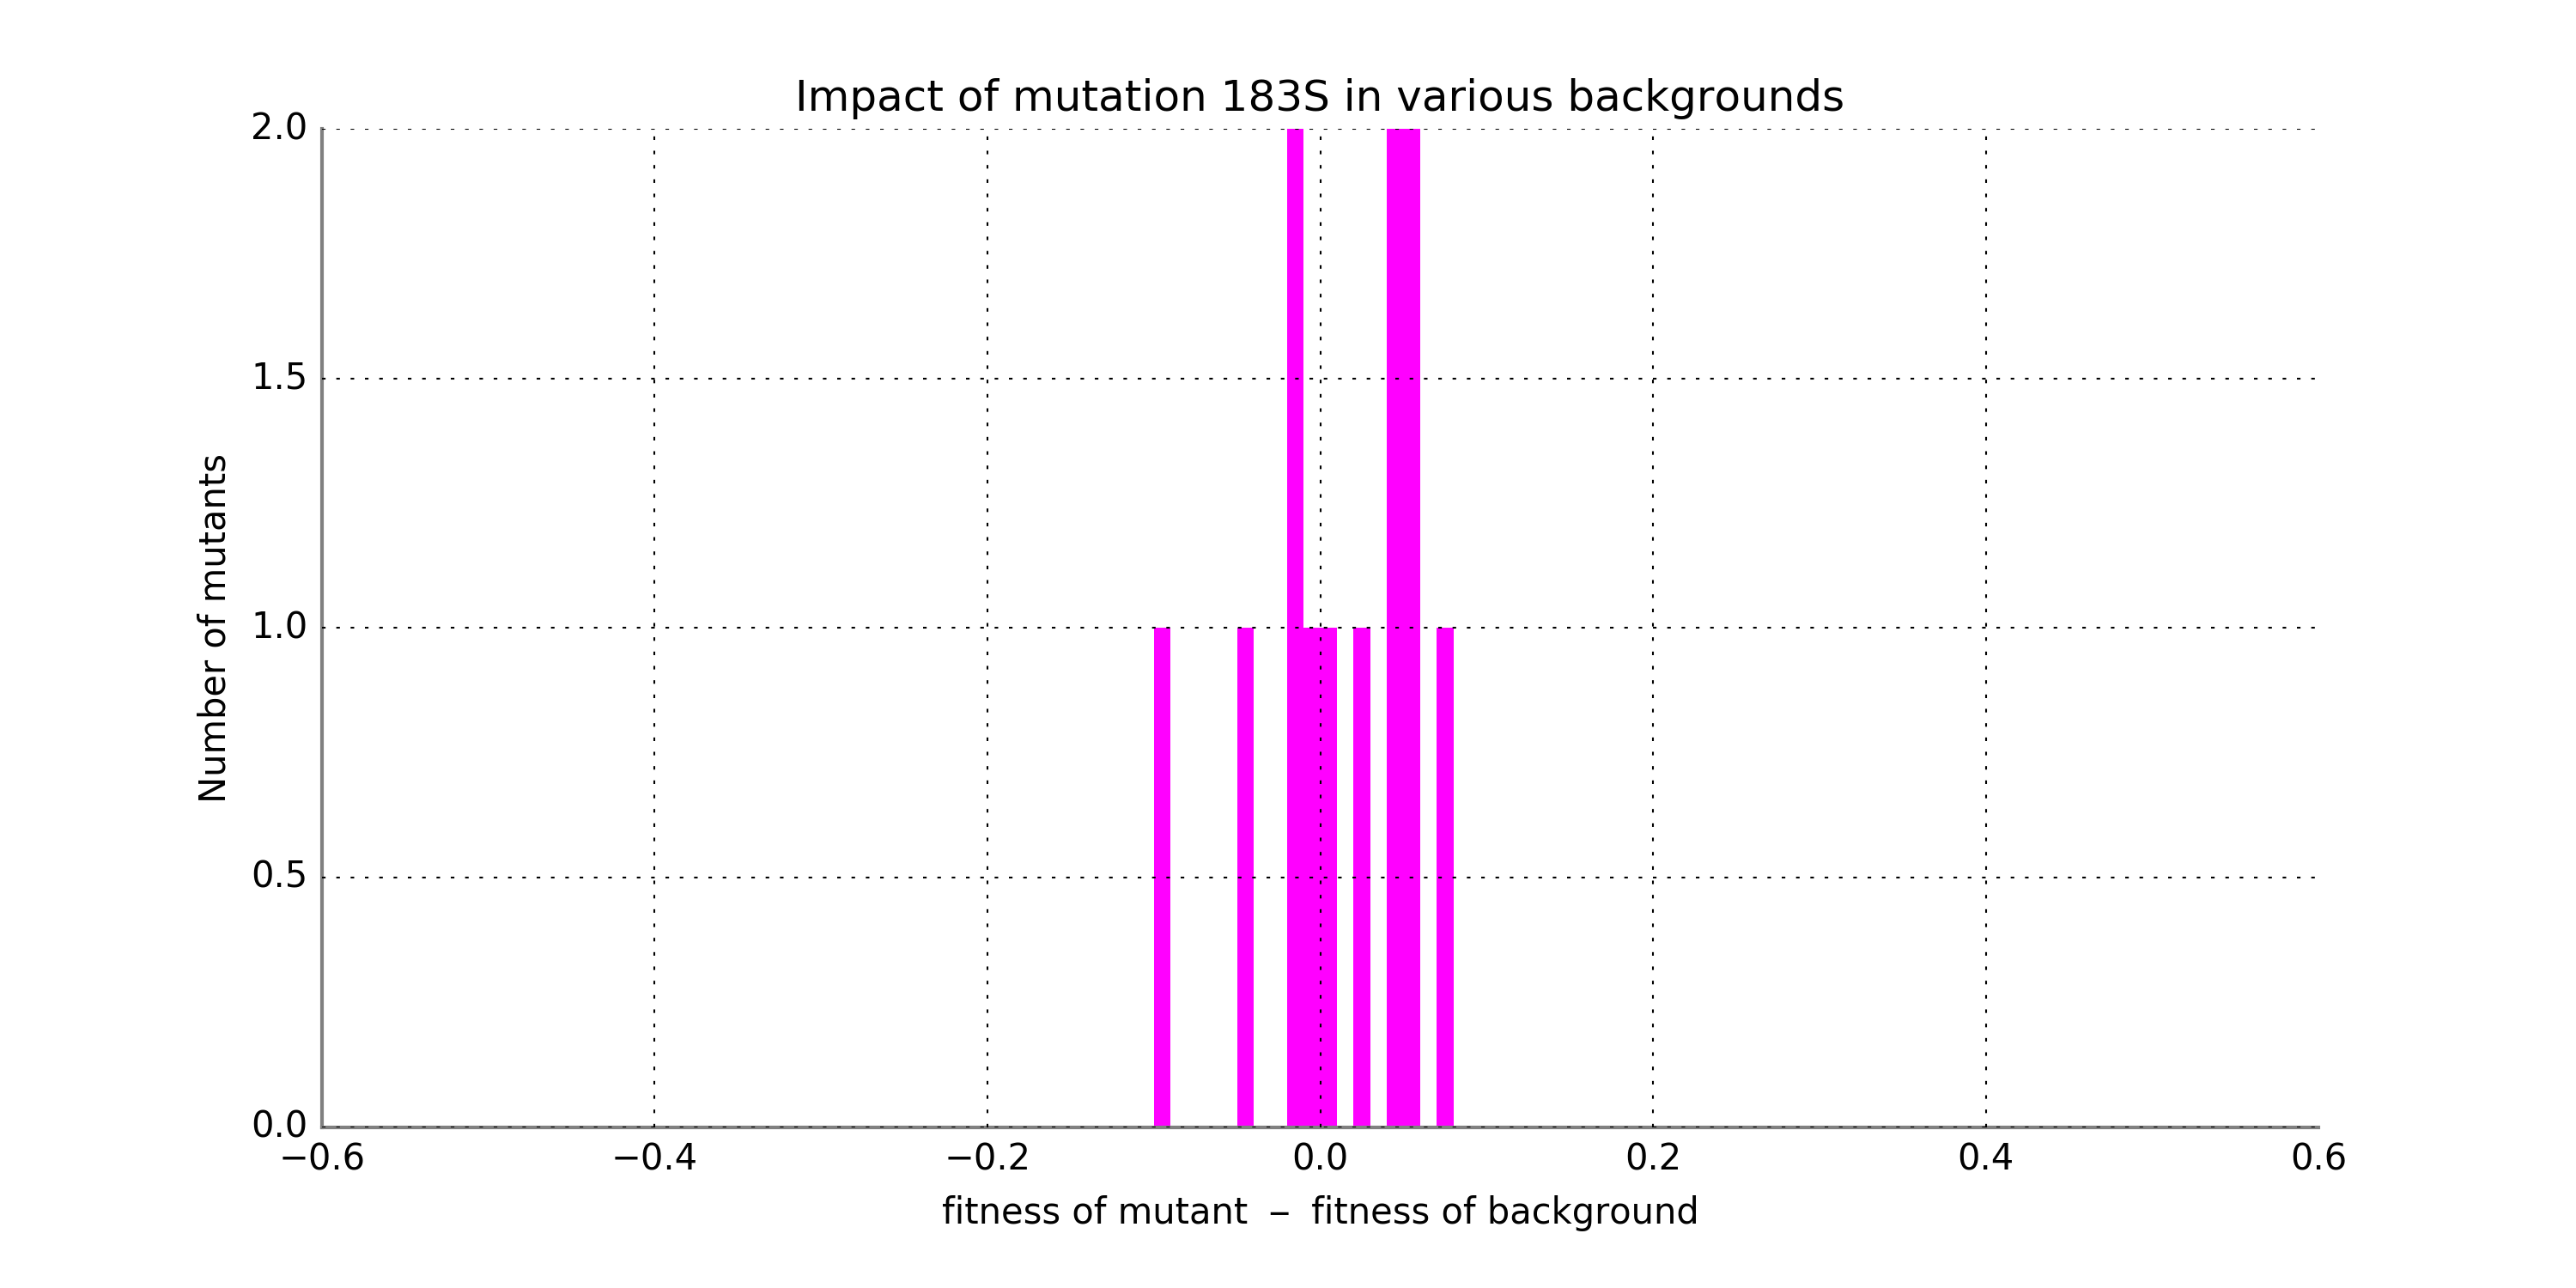 Impact of mutation 183S in various backgrounds
2.0
1.5
1.0
0.5
0.0
Number of mutants
−0.6 −0.4 −0.2 0.0 0.2 0.4 0.6
fitness of mutant − fitness of background